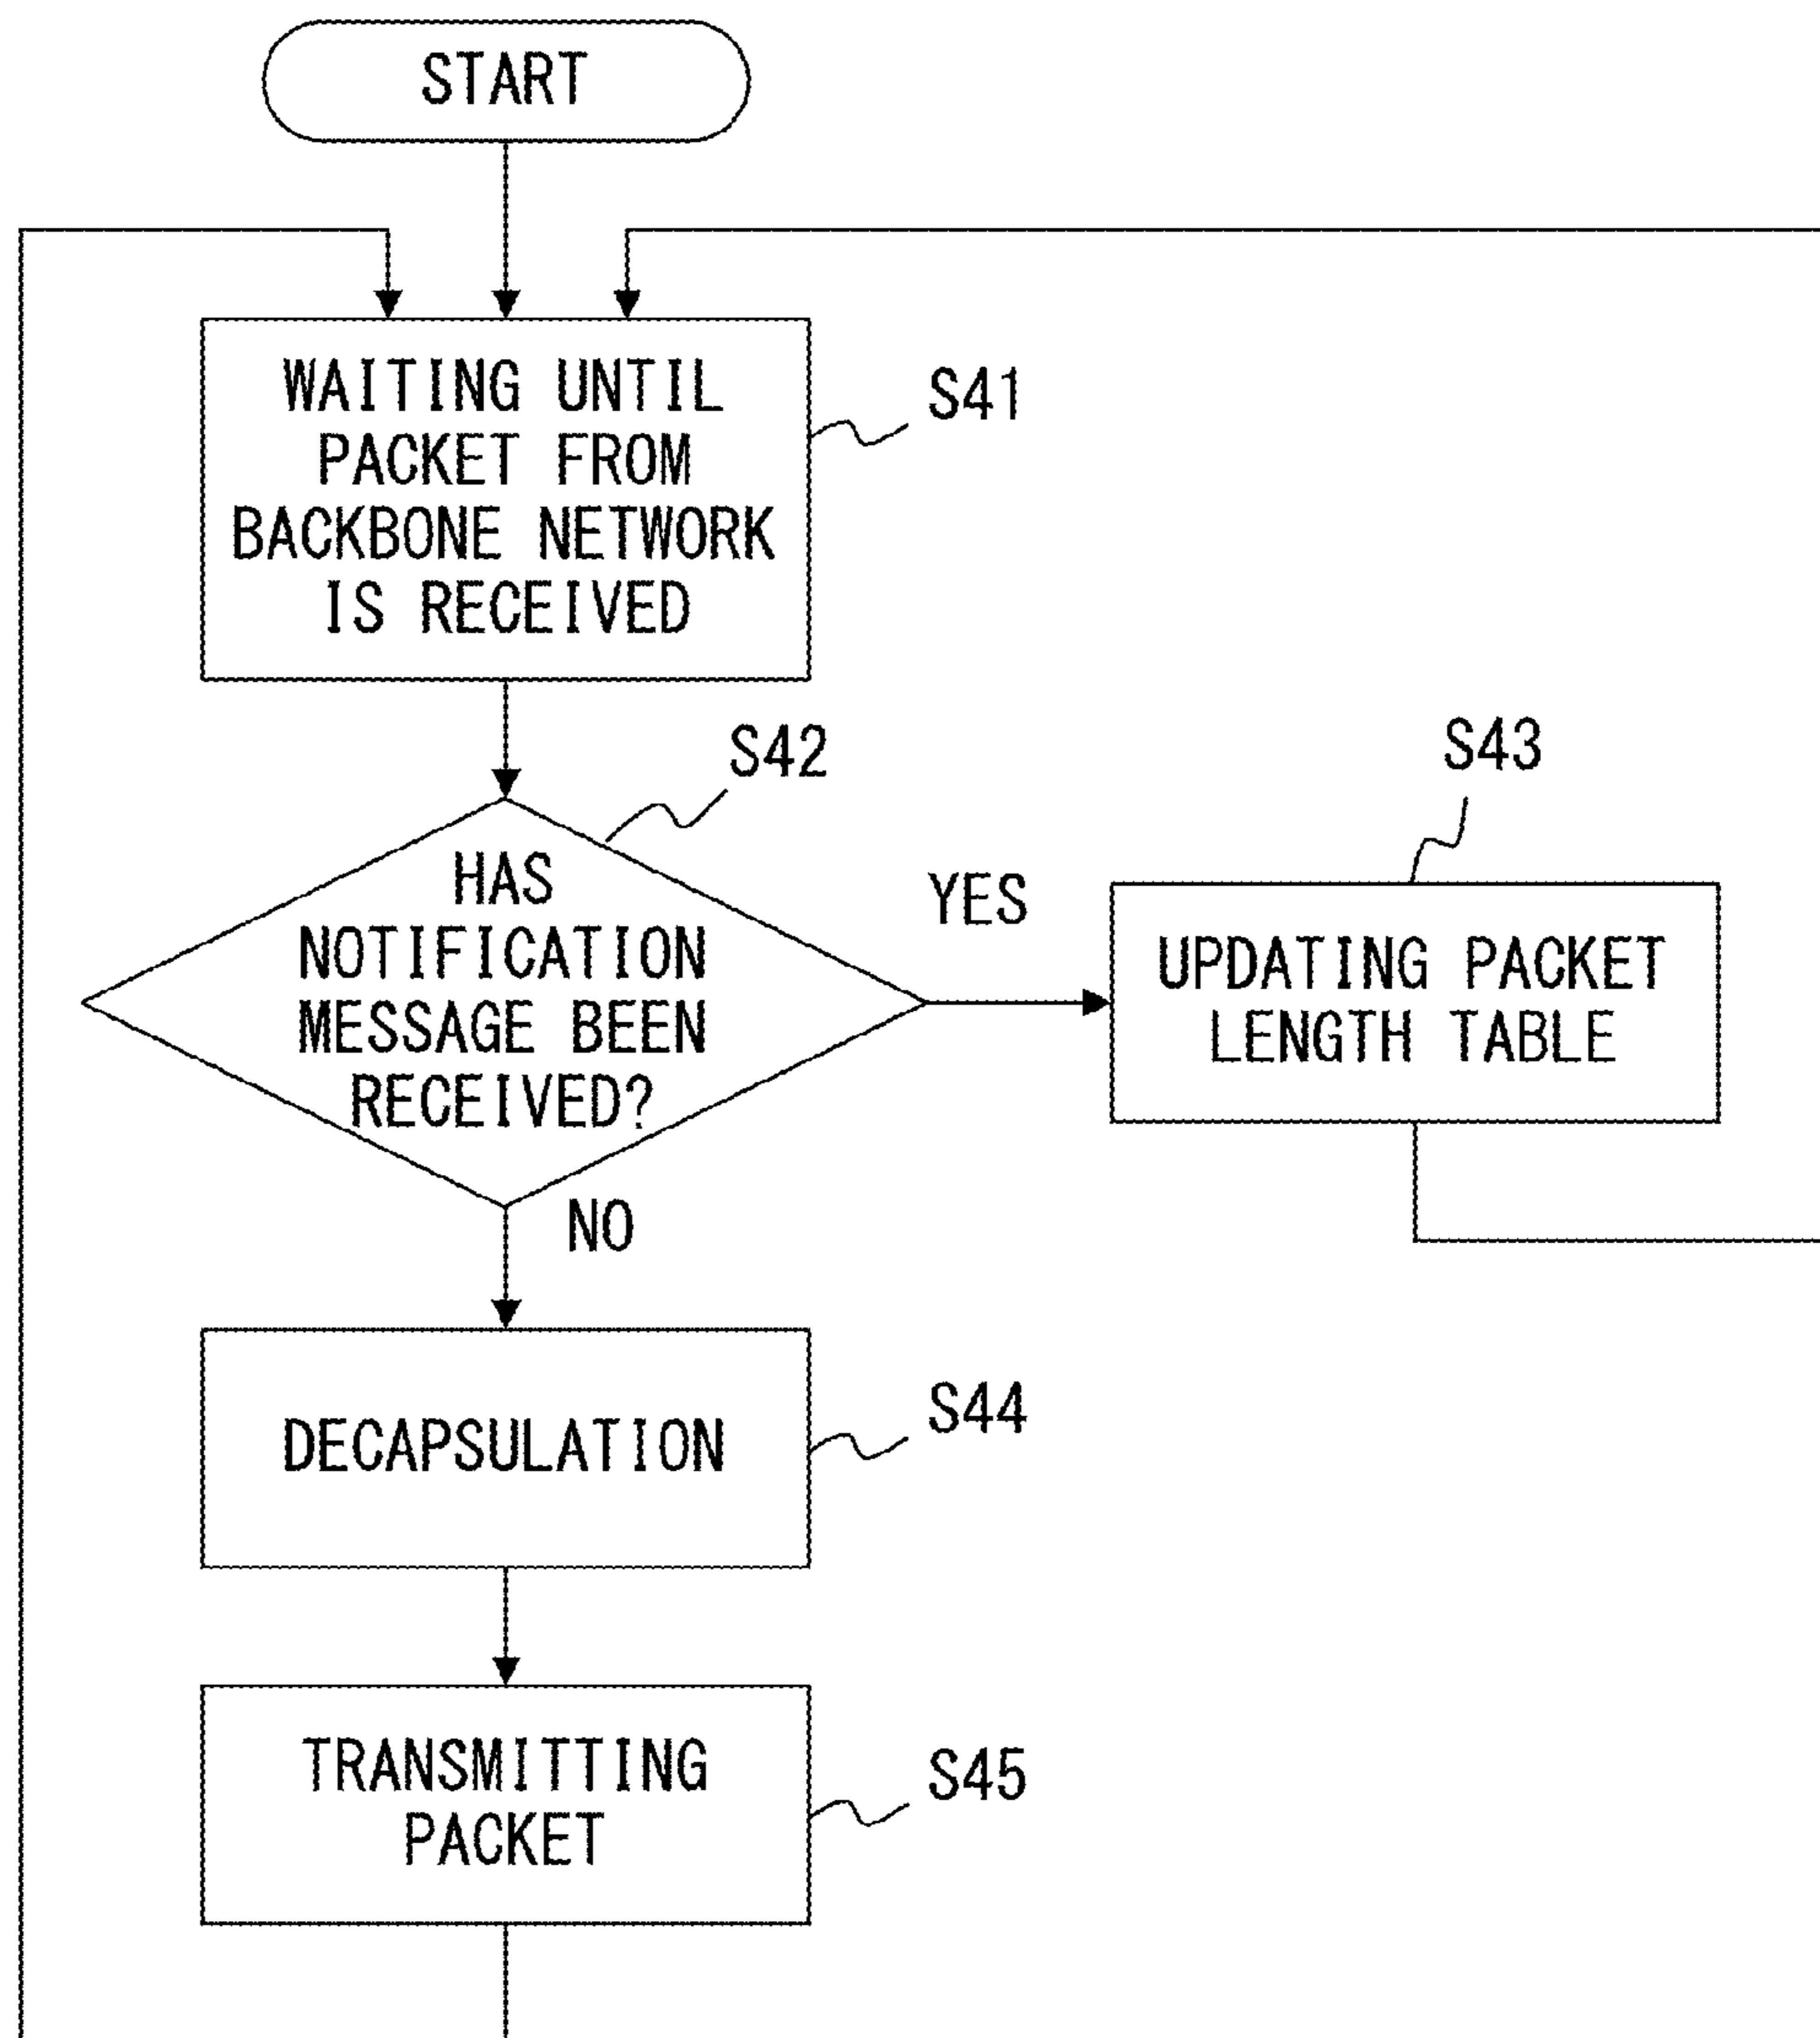 START
WAITING UNTIL
PACKET FROM
BACKBONE NETWORK
IS RECEIVED
S41
S42
HAS
NOTIFICATION
MESSAGE BEEN
RECEIVED?
YES
S43
UPDATING PACKET
LENGTH TABLE
NO
DECAPSULATION
S44
TRANSMITTING
PACKET
S45